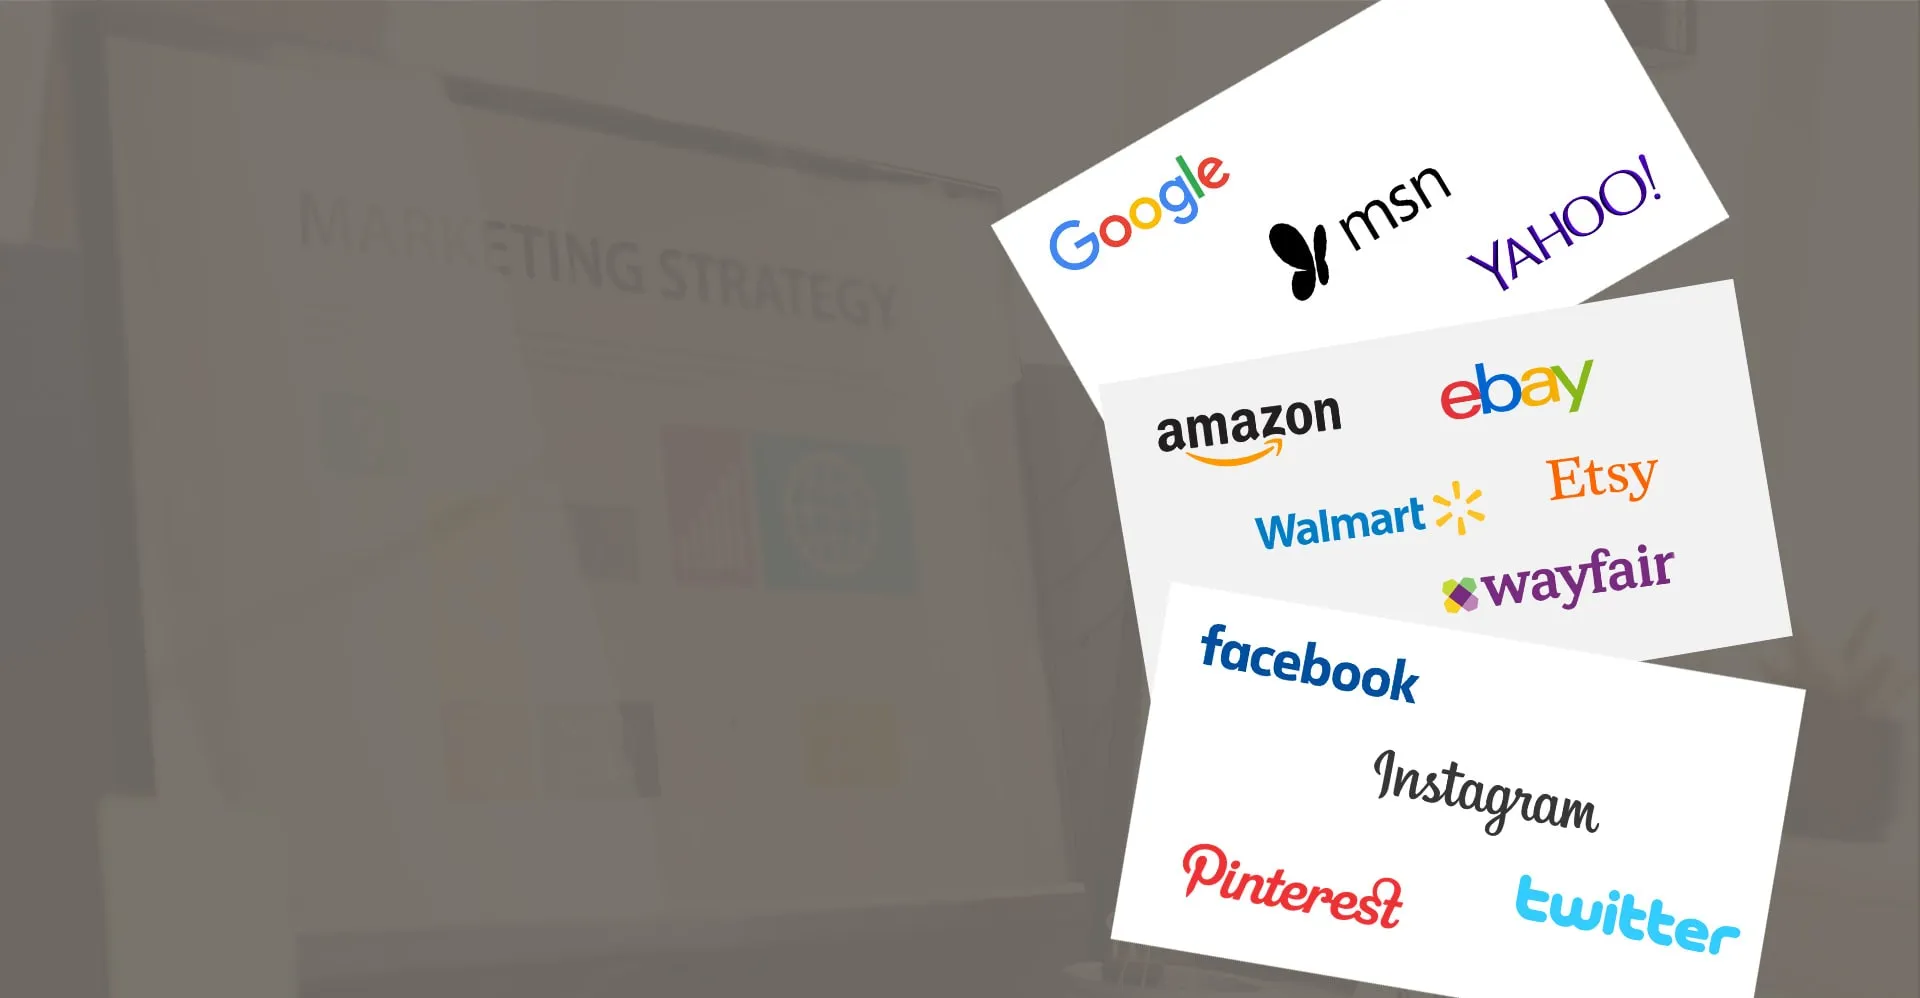 MARKETING STRATEGY
Google
msn
YAHOO!
amazon
ebay
Etsy
Walmart
wayfair
facebook
Instagram
Pinterest
twitter